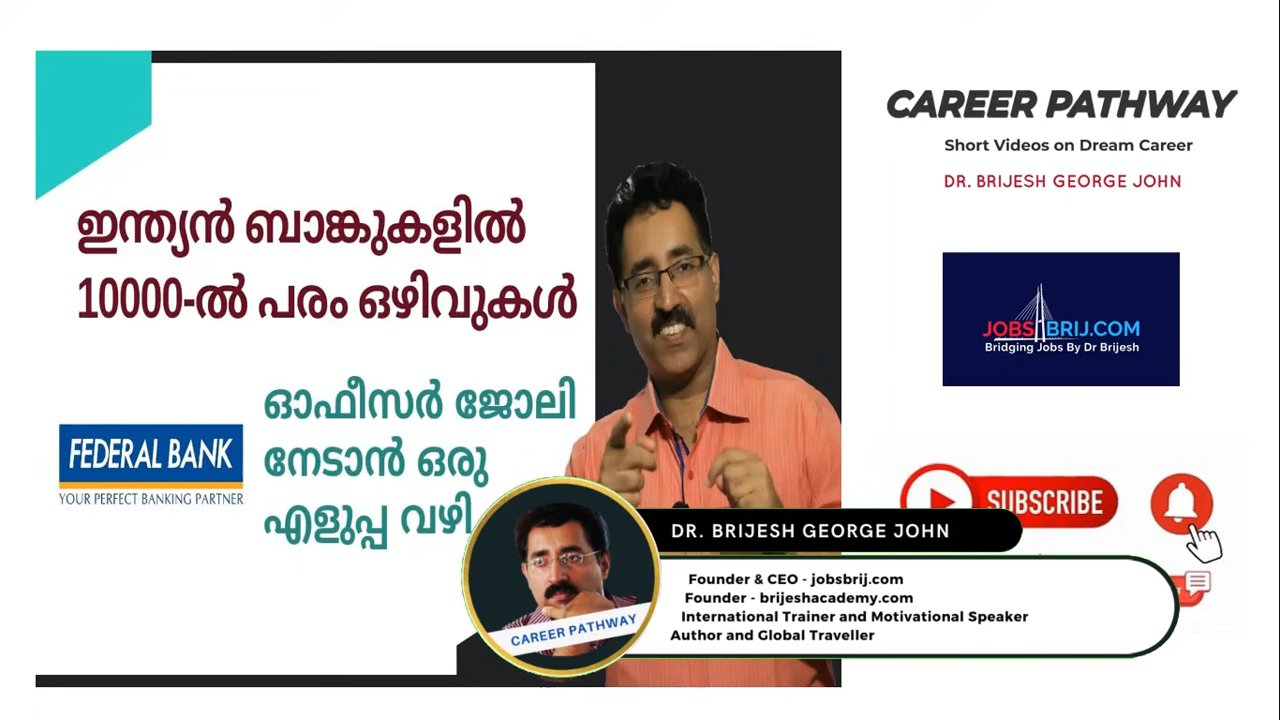 ഇന്ത്യൻ ബാങ്കുകളിൽ
10000-ൽ പരം ഒഴിവുകൾ
ഓഫീസർ ജോലി
നേടാൻ ഒരു
എളുപ്പ വഴി
FEDERAL BANK
YOUR PERFECT BANKING PARTNER
CAREER PATHWAY
Short Videos on Dream Career
DR. BRIJESH GEORGE JOHN
JOBSBRIJ.COM
Bridging Jobs By Dr Brijesh
SUBSCRIBE
DR. BRIJESH GEORGE JOHN
Founder & CEO - jobsbrij.com
Founder - brijeshacademy.com
International Trainer and Motivational Speaker
Author and Global Traveller
CAREER PATHWAY